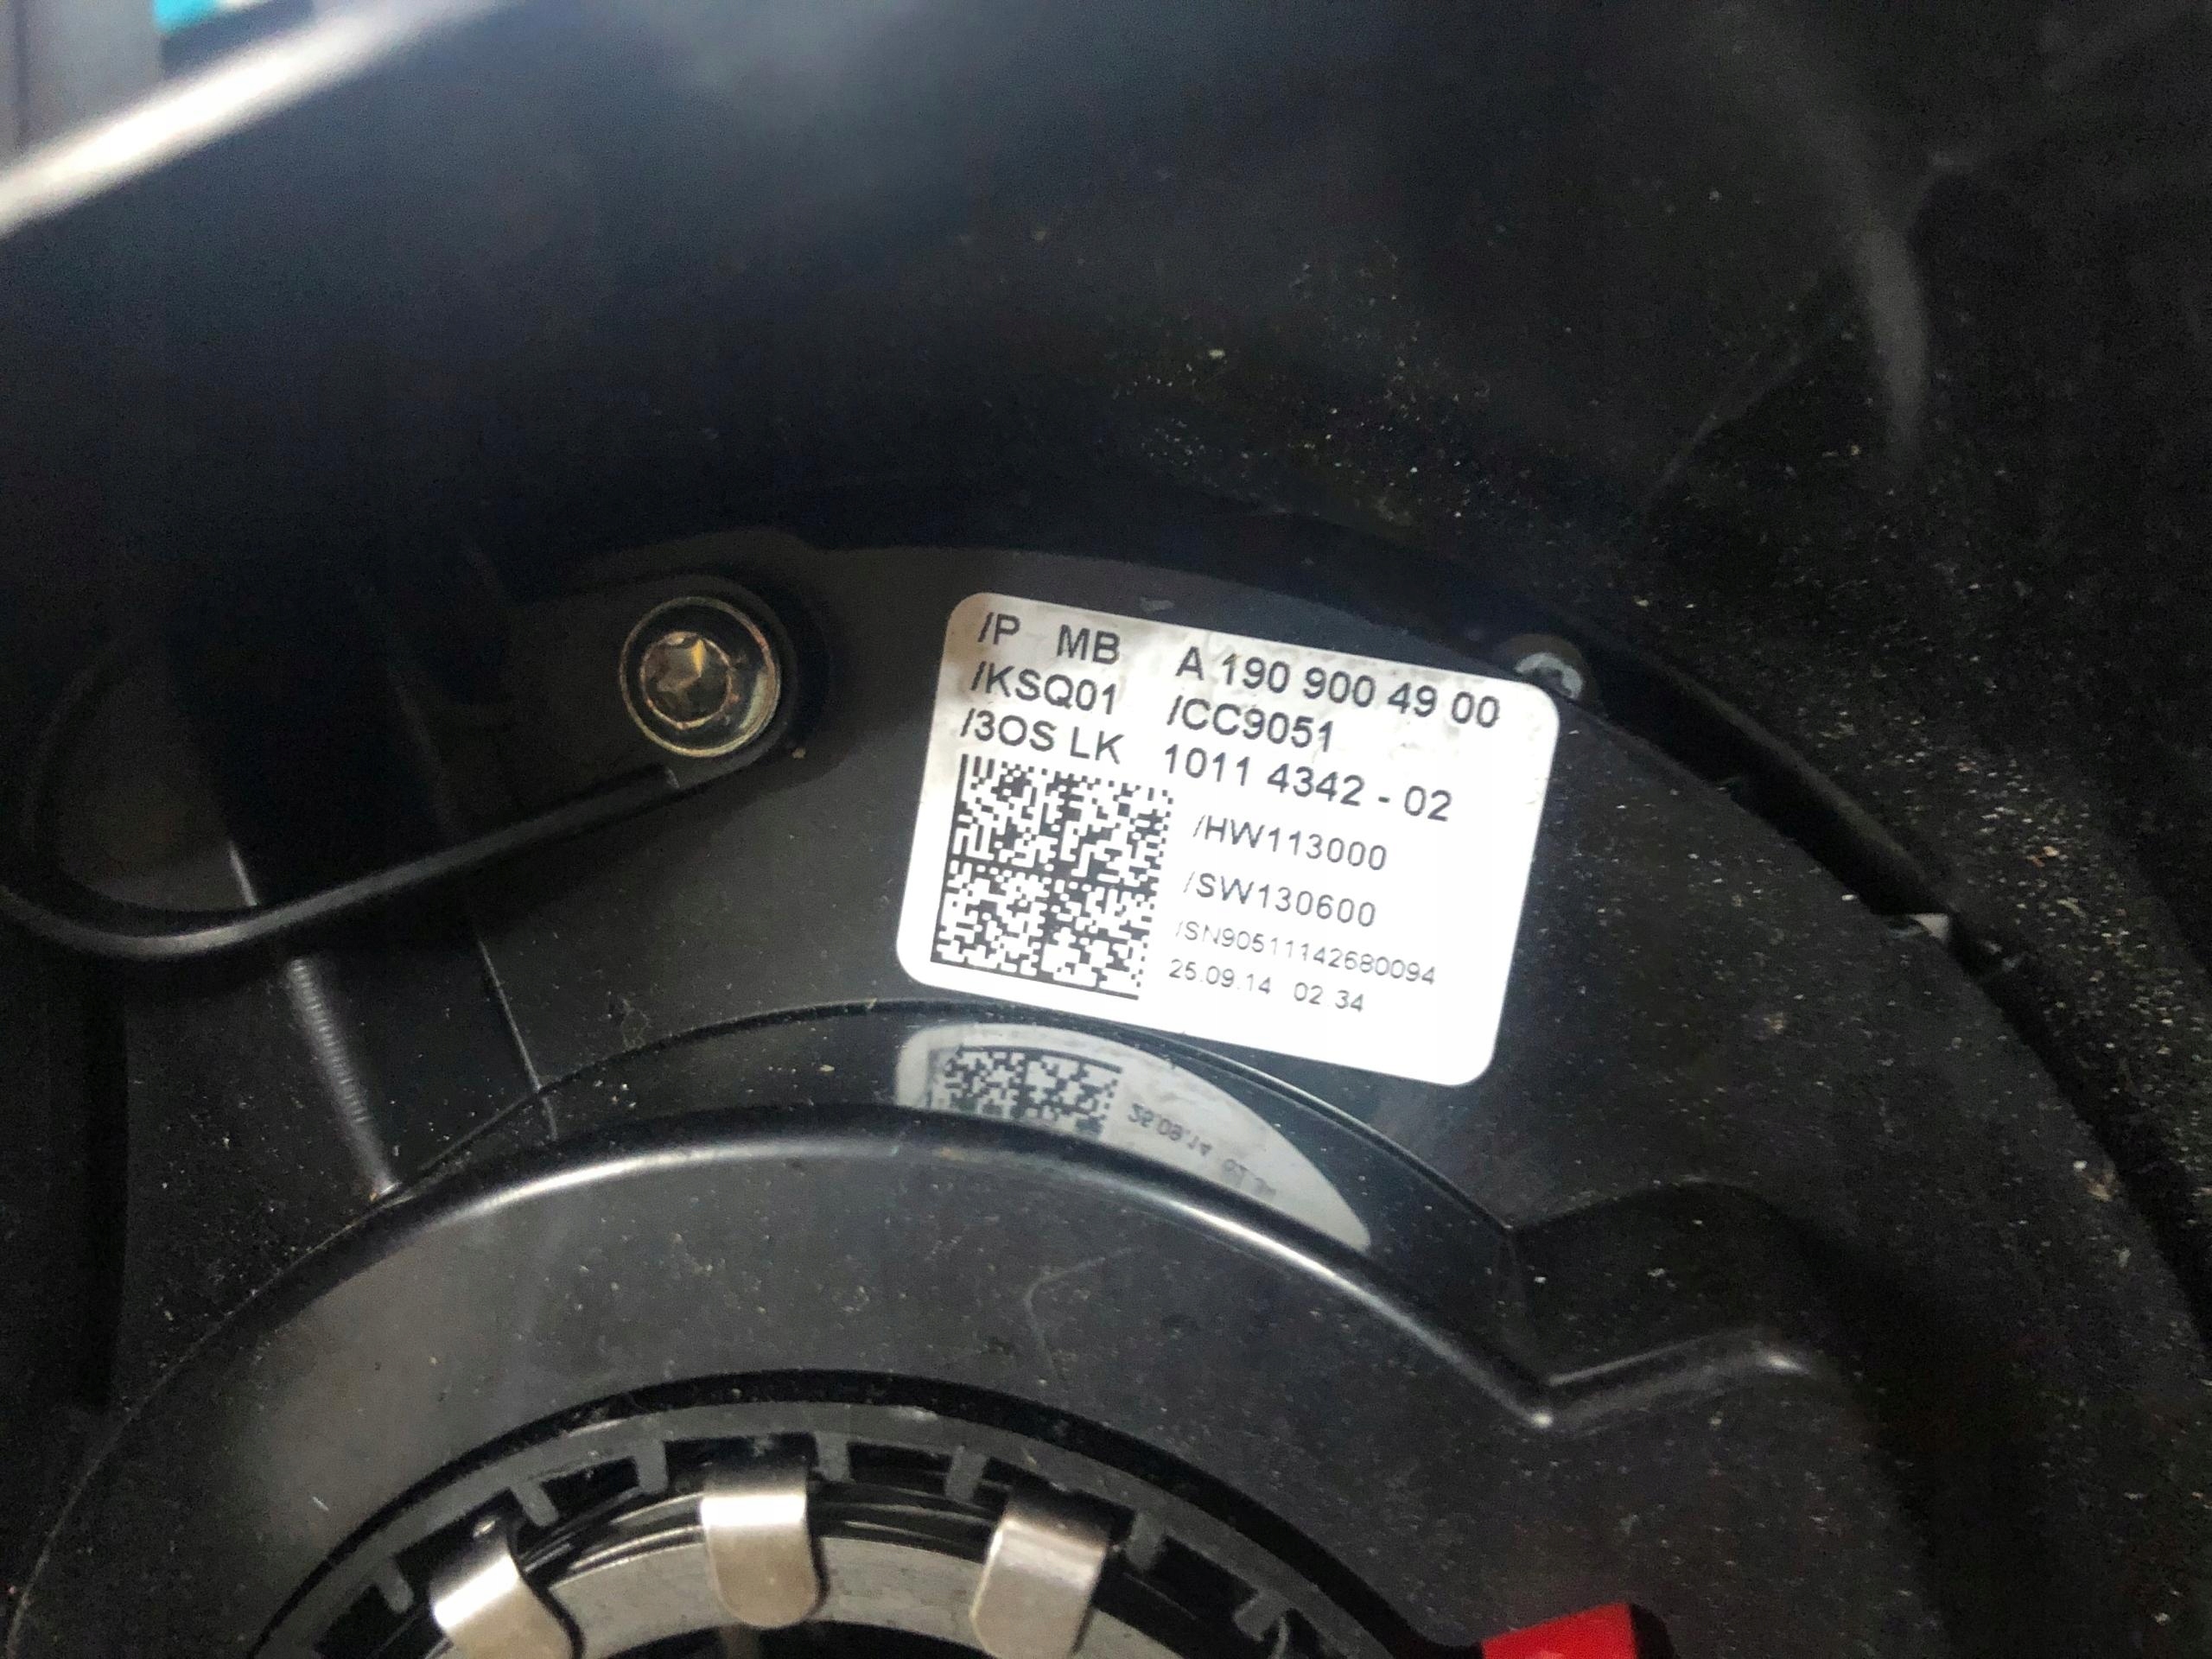 /P MB A 190 900 49 00
/KSQ01 /CC9051
/3OS LK 1011 4342 - 02
/HW113000
/SW130600
/SN90511142680094
25.09.14 02 34